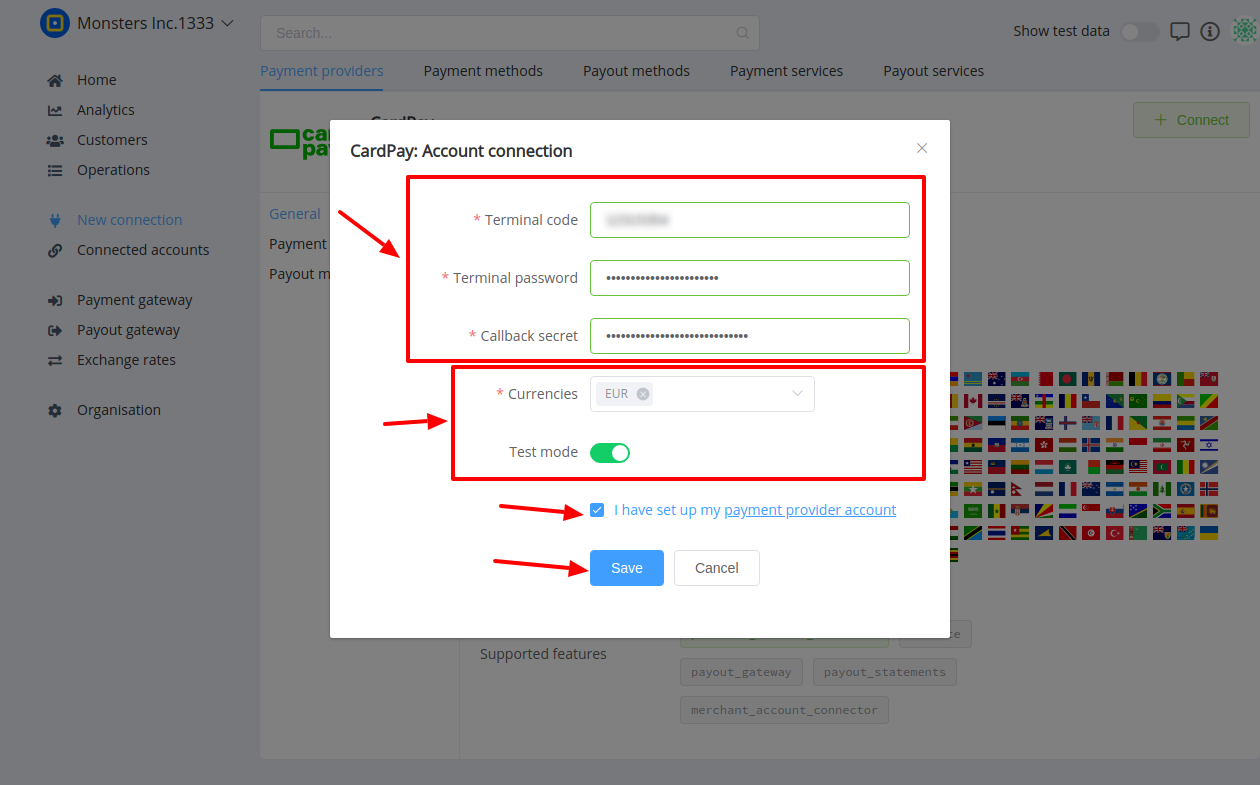 Monsters Inc.1333
Search...
Show test data
Home
Analytics
Customers
Operations
New connection
Connected accounts
Payment gateway
Payout gateway
Exchange rates
Organisation
Payment providers
Payment methods
Payout methods
Payment services
Payout services
CardPay
+ Connect
General
Payment
Payout m
CardPay: Account connection
* Terminal code
* Terminal password
* Callback secret
* Currencies
EUR
Test mode
I have set up my payment provider account
Save
Cancel
Supported features
payout_gateway
payout_statements
merchant_account_connector